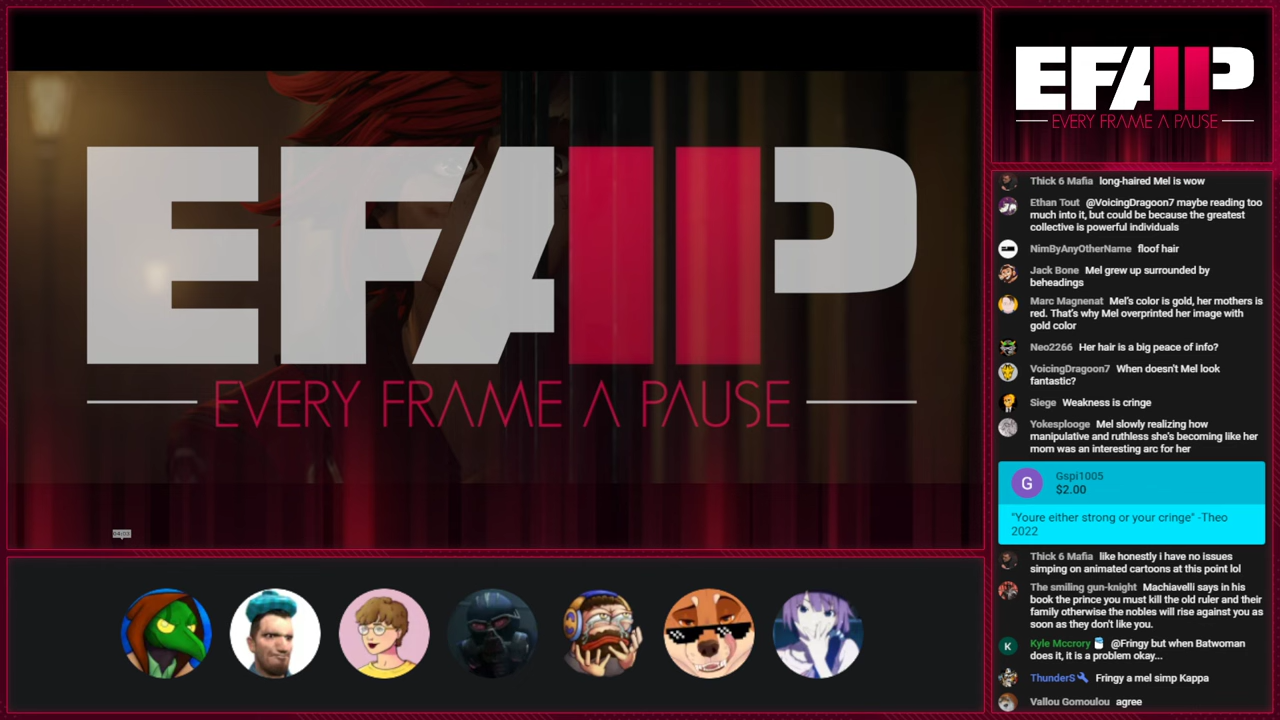 EFAP
EVERY FRAME A PAUSE
04:03
EFAP
EVERY FRAME A PAUSE
Thick 6 Mafia long-haired Mel is wow
Ethan Tout @VoicingDragoon7 maybe reading too
much into it, but could be because the greatest
collective is powerful individuals
NimByAnyOtherName floof hair
Jack Bone Mel grew up surrounded by
beheadings
Marc Magnenat Mel's color is gold, her mothers is
red. That's why Mel overprinted her image with
gold color
Neo2266 Her hair is a big peace of info?
VoicingDragoon7 When doesn't Mel look
fantastic?
Siege Weakness is cringe
Yokesplooge Mel slowly realizing how
manipulative and ruthless she's becoming like her
mom was an interesting arc for her
G
Gspi1005
$2.00
"Youre either strong or your cringe" -Theo
2022
Thick 6 Mafia like honestly i have no issues
simping on animated cartoons at this point lol
The smiling gun-knight Machiavelli says in his
book the prince you must kill the old ruler and their
family otherwise the nobles will rise against you as
soon as they don't like you.
K
Kyle Mccrory @Fringy but when Batwoman
does it, it is a problem okay...
ThunderS Fringy a mel simp Kappa
Vallou Gomoulou agree